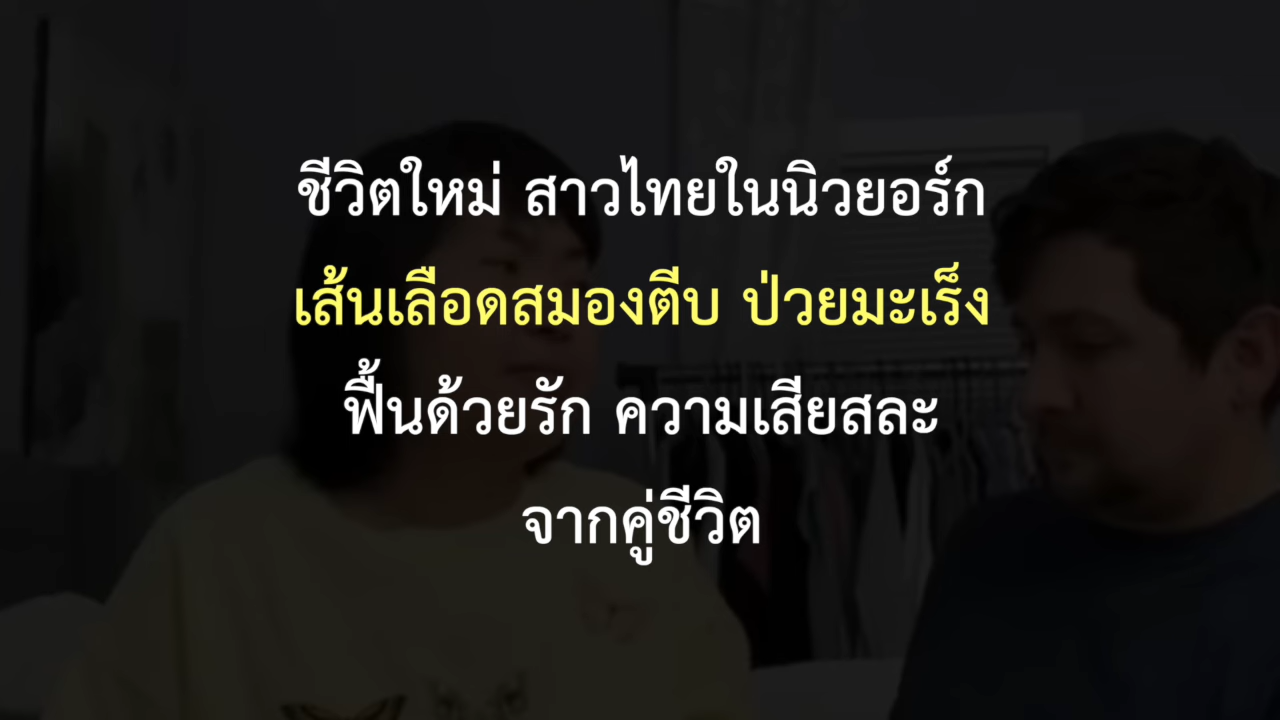 ชีวิตใหม่ สาวไทยในนิวยอร์ก
เส้นเลือดสมองตีบ ป่วยมะเร็ง
ฟื้นด้วยรัก ความเสียสละ
จากคู่ชีวิต